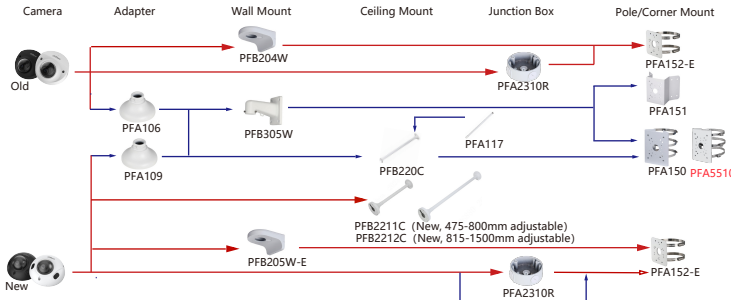 Camera Adapter Wall Mount Ceiling Mount Junction Box Pole/Corner Mount
PFB204W
PFA152-E
Old
PFA2310R
PFA151
PFA106
PFB305W
PFA117
PFA109
PFB220C
PFA150 PFA5510
PFB2211C (New, 475-800mm adjustable)
PFB2212C (New, 815-1500mm adjustable)
PFB205W-E
PFA152-E
New
PFA2310R